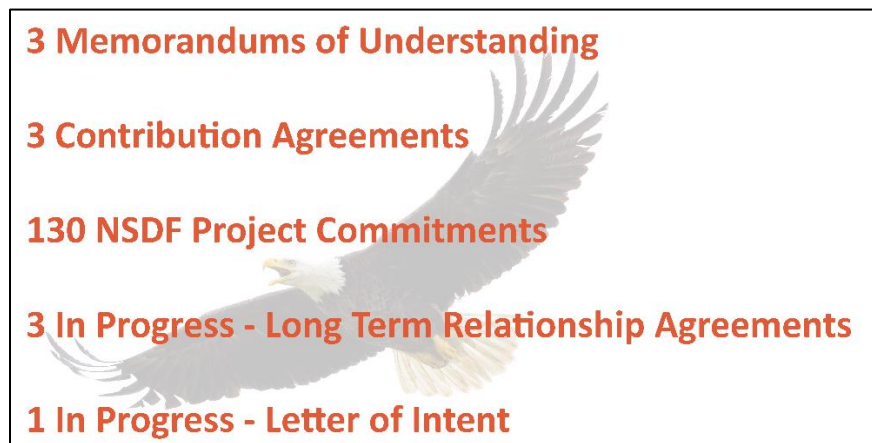 3 Memorandums of Understanding
3 Contribution Agreements
130 NSDF Project Commitments
3 In Progress - Long Term Relationship Agreements
1 In Progress - Letter of Intent